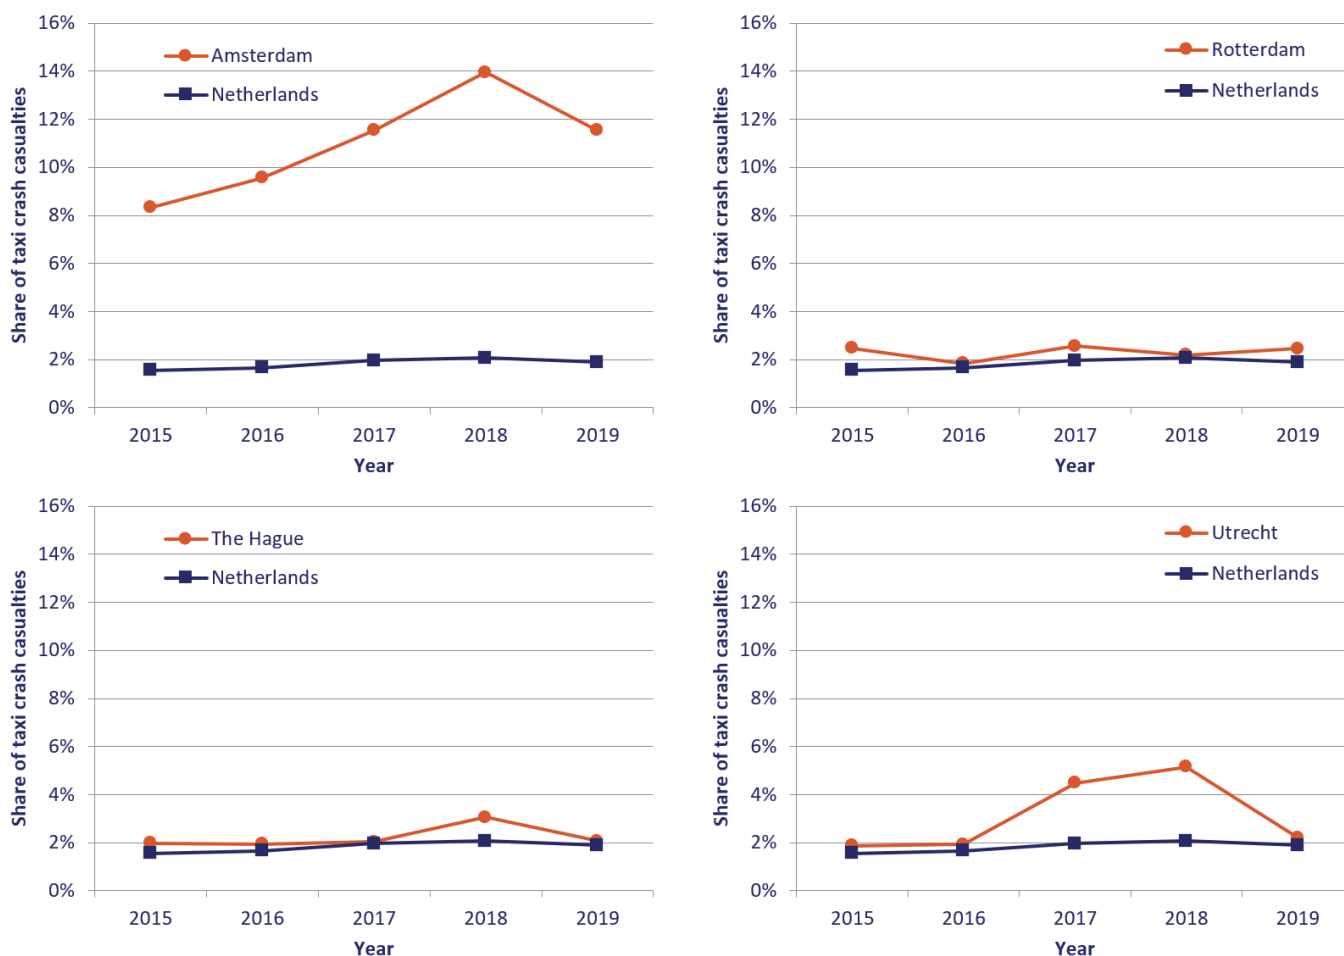 16%
14%
12%
10%
8%
6%
4%
2%
0%
Share of taxi crash casualties
Amsterdam
Netherlands
2015 2016 2017 2018 2019
Year
16%
14%
12%
10%
8%
6%
4%
2%
0%
Share of taxi crash casualties
Rotterdam
Netherlands
2015 2016 2017 2018 2019
Year
16%
14%
12%
10%
8%
6%
4%
2%
0%
Share of taxi crash casualties
The Hague
Netherlands
2015 2016 2017 2018 2019
Year
16%
14%
12%
10%
8%
6%
4%
2%
0%
Share of taxi crash casualties
Utrecht
Netherlands
2015 2016 2017 2018 2019
Year